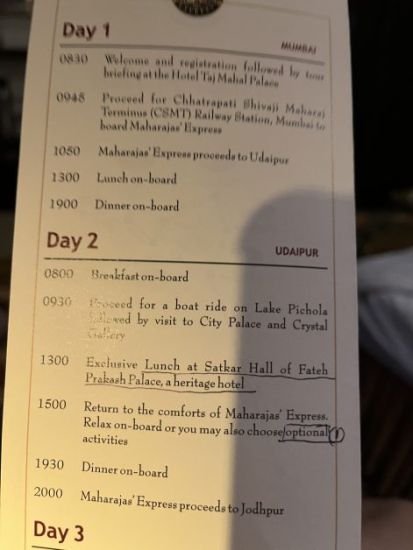 Day 1
MUMBAI
0830 Welcome and registration followed by tour
briefing at the Hotel Taj Mahal Palace
0945 Proceed for Chhatrapati Shivaji Maharaj
Terminus (CSMT) Railway Station, Mumbai to
board Maharajas' Express
1050 Maharajas' Express proceeds to Udaipur
1300 Lunch on-board
1900 Dinner on-board
Day 2
UDAIPUR
0800 Breakfast on-board
0930 Proceed for a boat ride on Lake Pichola
followed by visit to City Palace and Crystal
Gallery
1300 Exclusive Lunch at Satkar Hall of Fateh
Prakash Palace, a heritage hotel
1500 Return to the comforts of Maharajas' Express.
Relax on-board or you may also choose optional 1
activities
1930 Dinner on-board
2000 Maharajas' Express proceeds to Jodhpur
Day 3